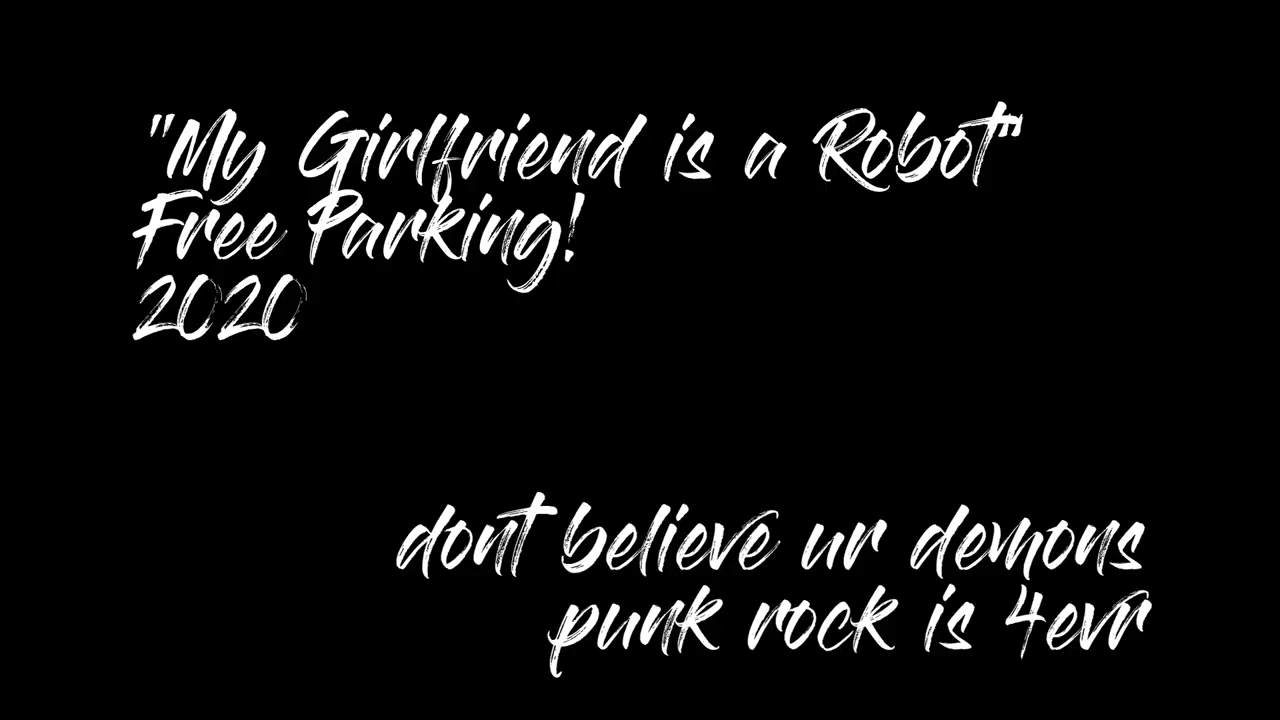 "My Girlfriend is a Robot"
Free Parking!
2020
dont believe ur demons
punk rock is 4evr